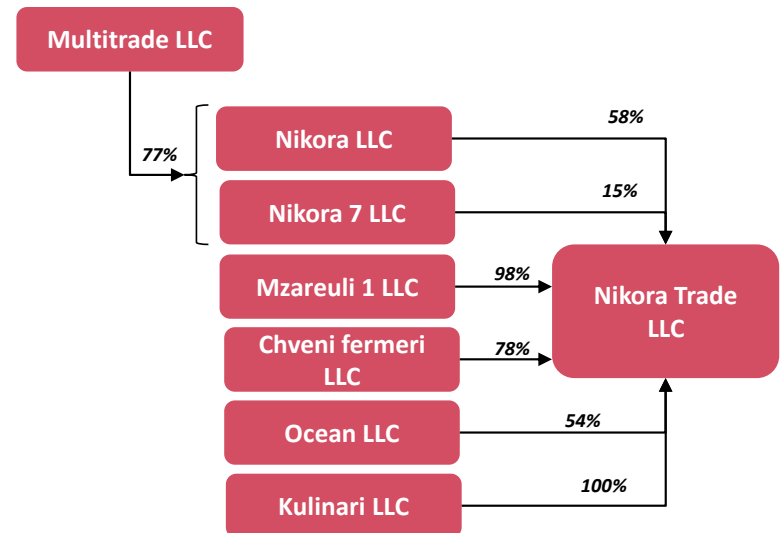 Multitrade LLC
77%
Nikora LLC
58%
Nikora 7 LLC
15%
Mzareuli 1 LLC
98%
Chveni fermeri
LLC
78%
Nikora Trade
LLC
Ocean LLC
54%
Kulinari LLC
100%